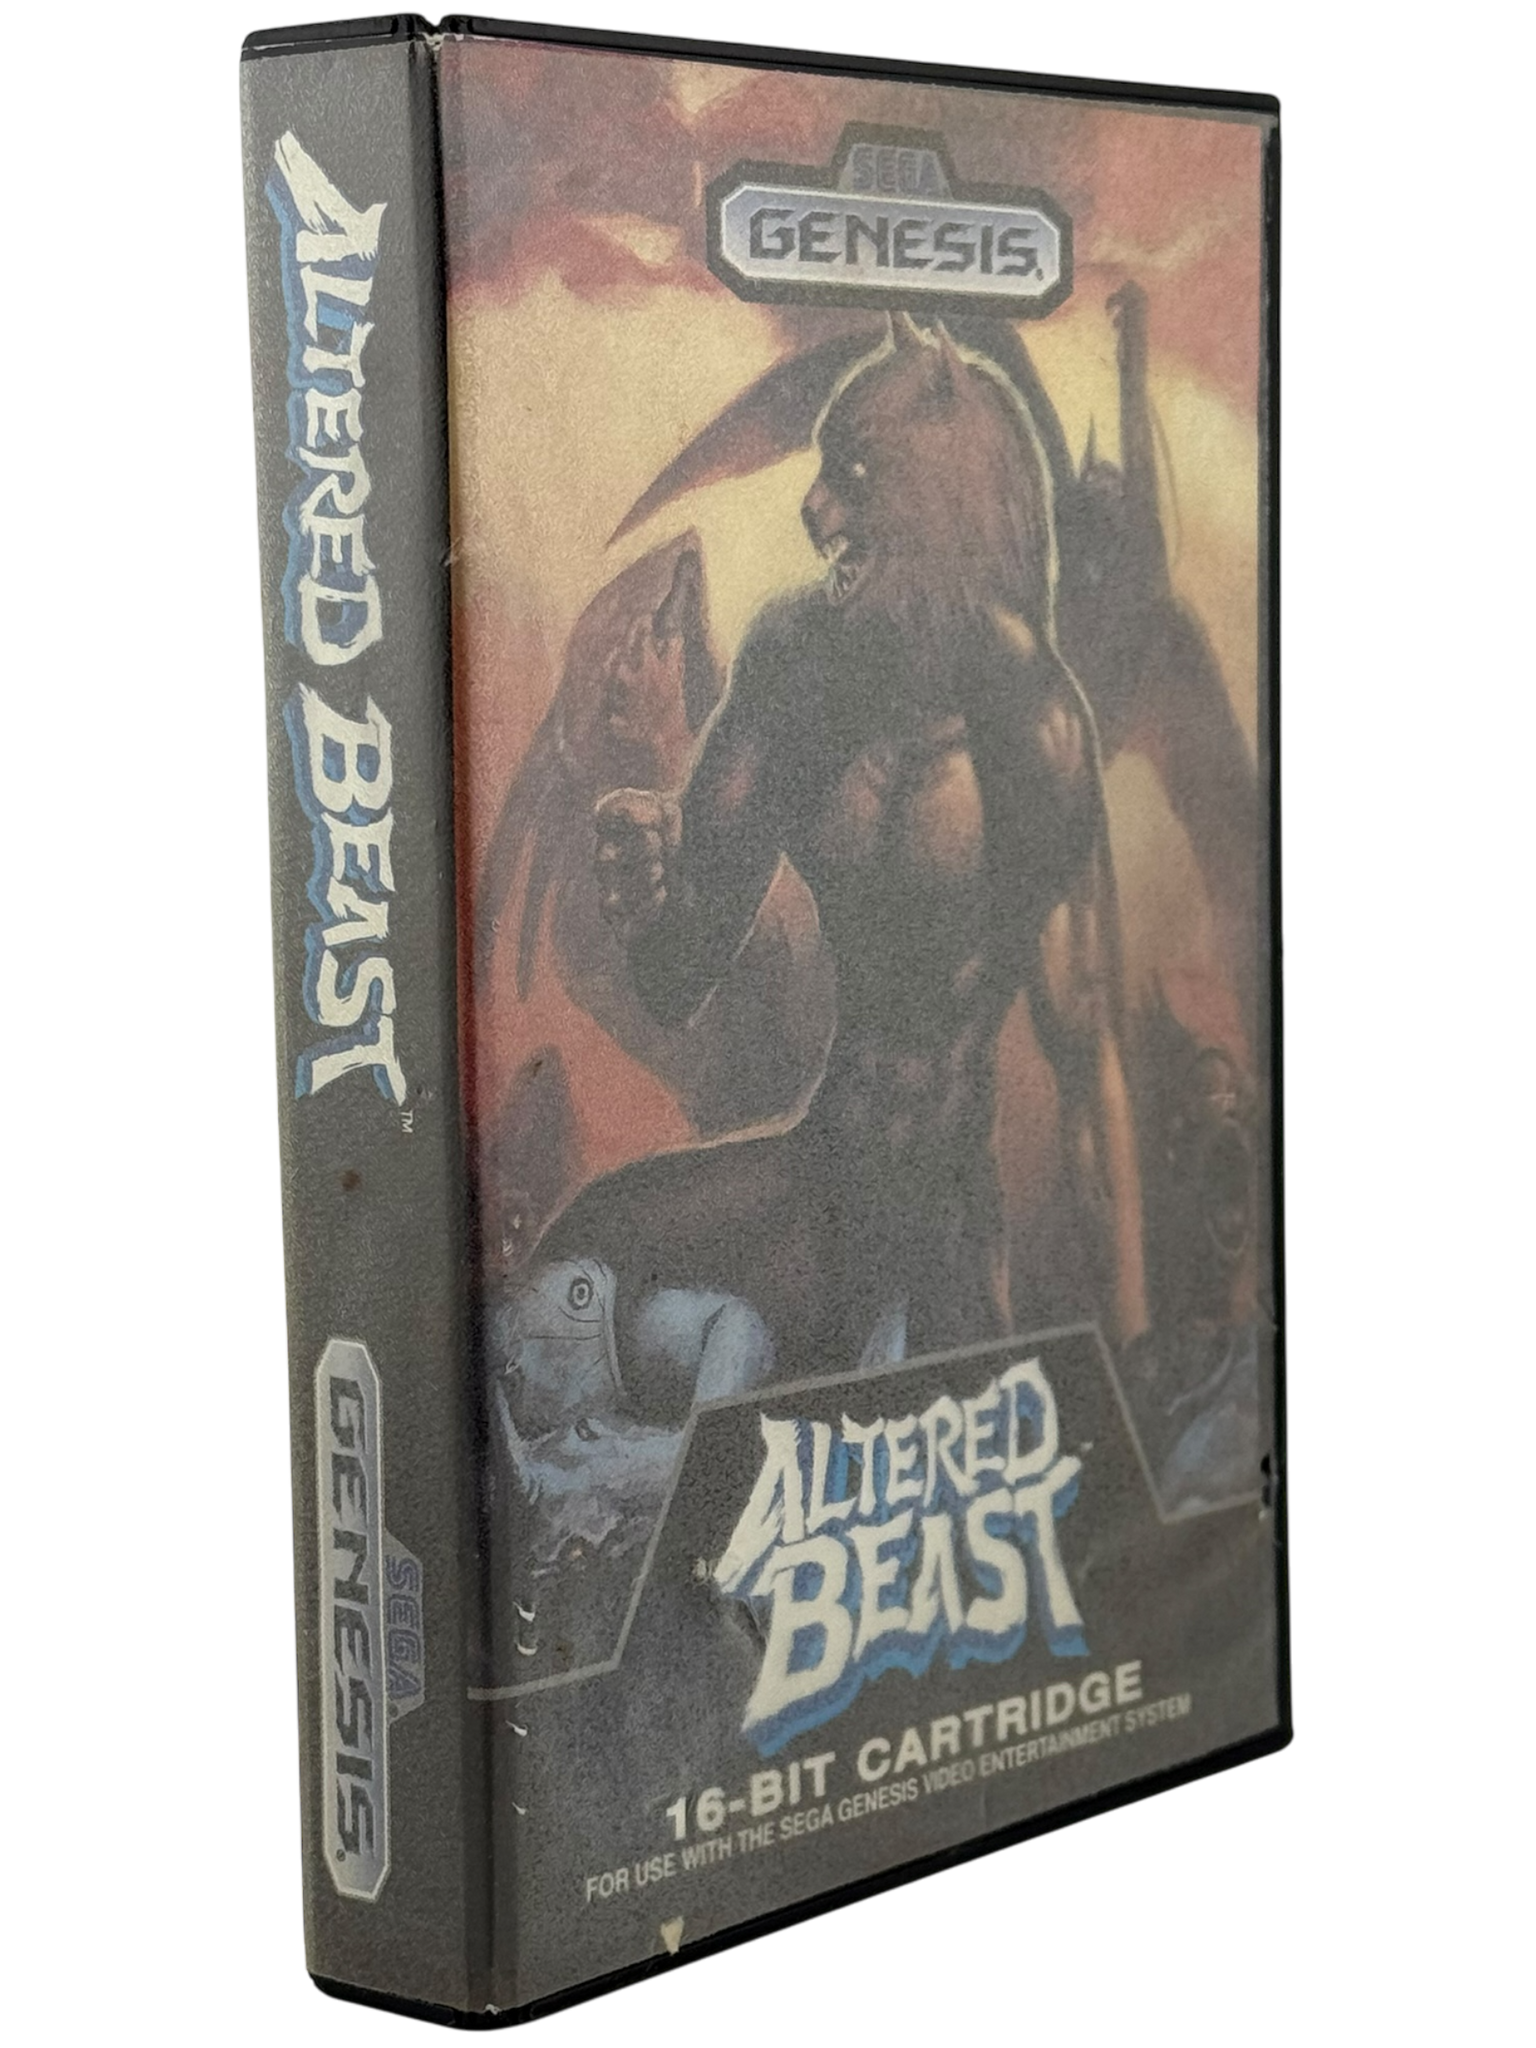 ALTERED BEAST™
SEGA
GENESIS®
SEGA
GENESIS®
ALTERED
BEAST
16-BIT CARTRIDGE
FOR USE WITH THE SEGA GENESIS VIDEO ENTERTAINMENT SYSTEM